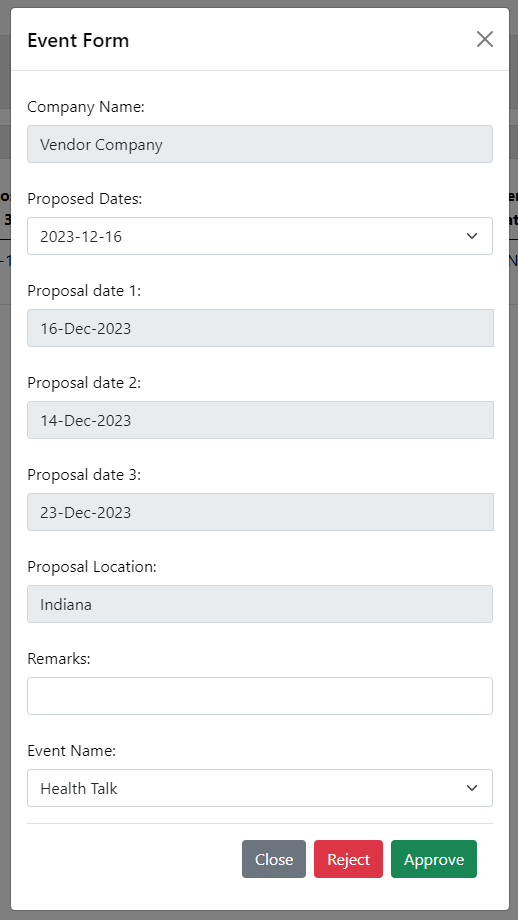 Event Form
Company Name:
Vendor Company
Proposed Dates:
2023-12-16
Proposal date 1:
16-Dec-2023
Proposal date 2:
14-Dec-2023
Proposal date 3:
23-Dec-2023
Proposal Location:
Indiana
Remarks:
Event Name:
Health Talk
Close Reject Approve